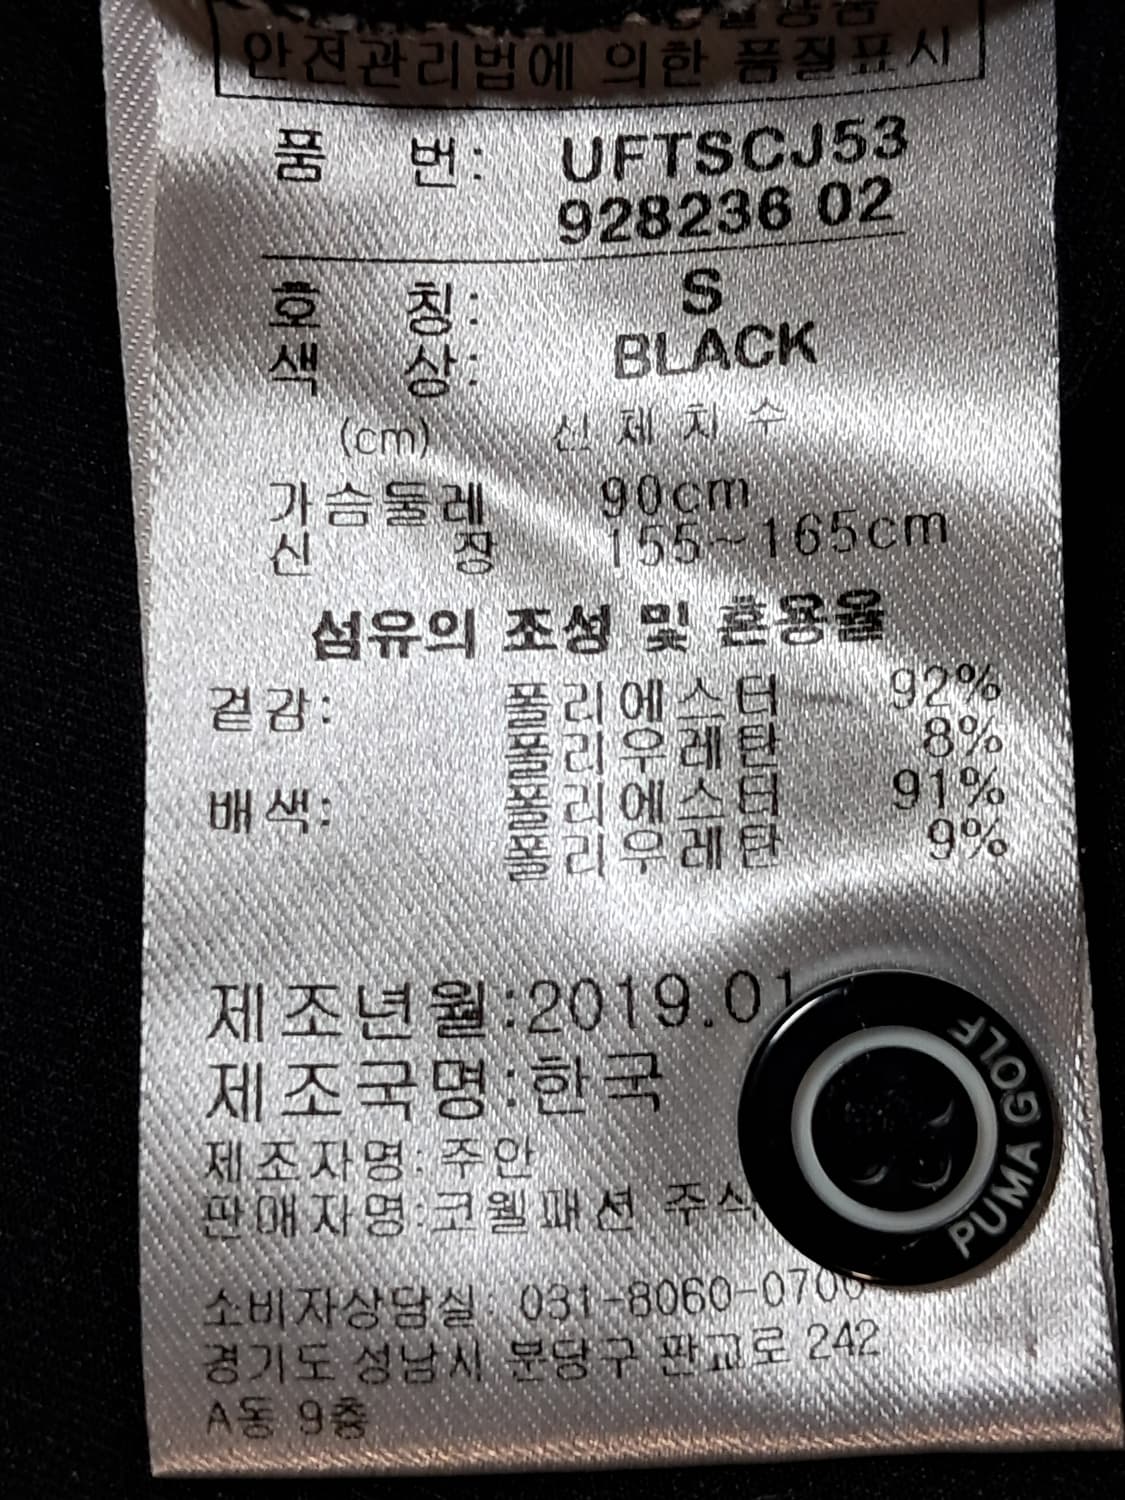 안전관리법에 의한 품질표시
품 번: UFTSCJ53
928236 02
호 칭: S
색 상: BLACK
(cm) 신체치수
가슴둘레 90cm
신 장 155~165cm
섬유의 조성 및 혼용율
겉감: 폴리에스터 92%
폴리우레탄 8%
배색: 폴리에스터 91%
폴리우레탄 9%
제조년월:2019.01
제조국명:한국
제조자명: 주안
판매자명:코웰패션 주식
PUMA GOLF
소비자상담실: 031-8060-0700
경기도 성남시 분당구 판교로 242
A동 9층